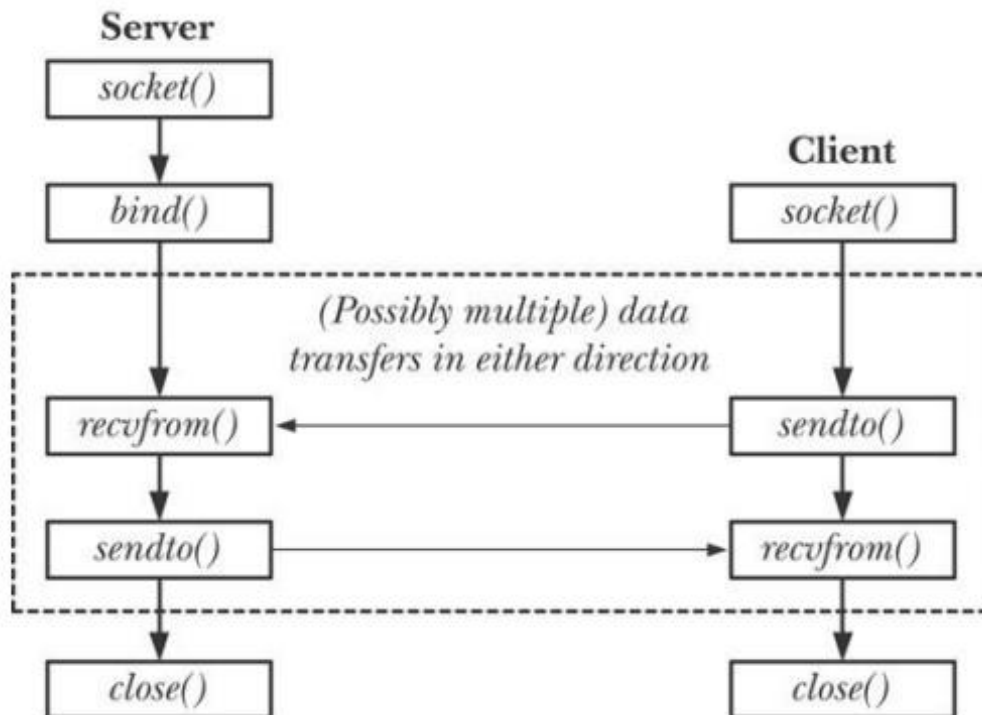 Server
socket()
Client
bind()
socket()
(Possibly multiple) data
transfers in either direction
recvfrom()
sendto()
sendto()
recvfrom()
close()
close()